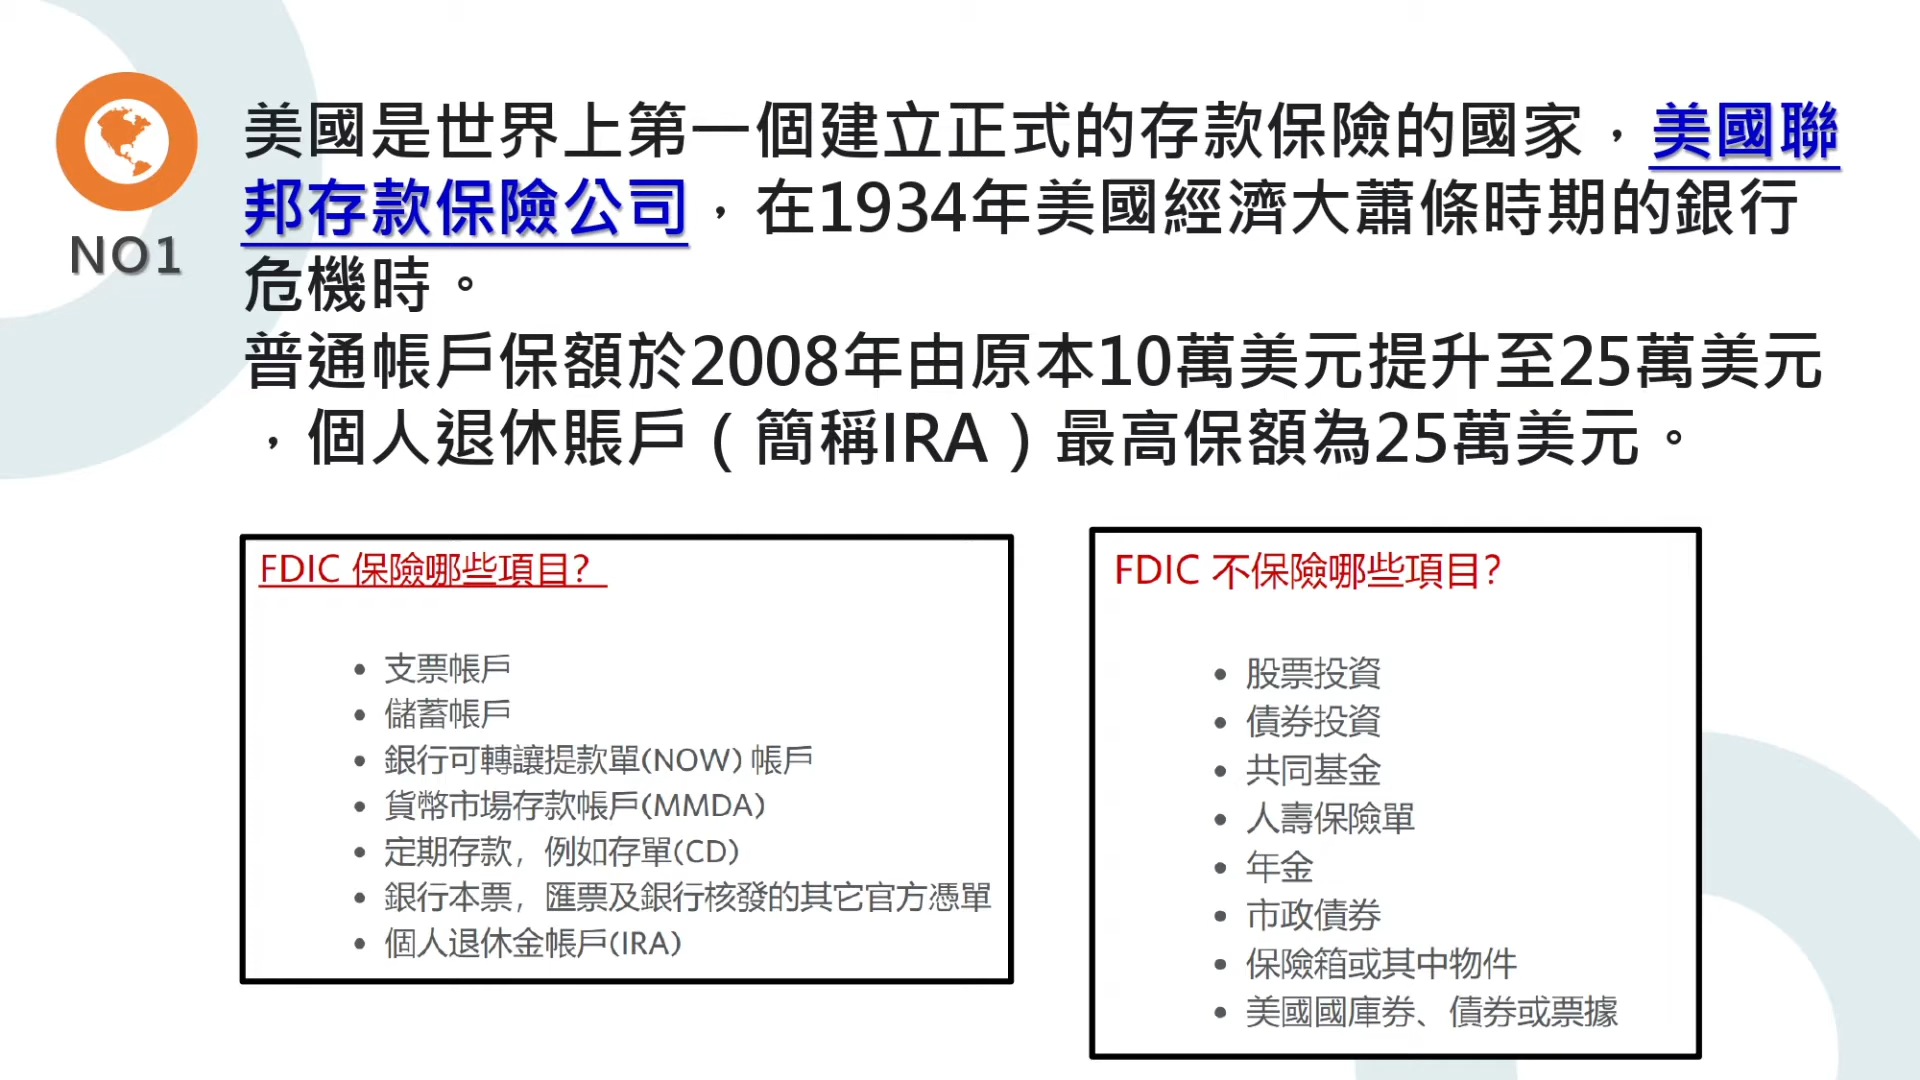 NO1
美國是世界上第一個建立正式的存款保險的國家，美國聯
邦存款保險公司，在1934年美國經濟大蕭條時期的銀行
危機時。
普通帳戶保額於2008年由原本10萬美元提升至25萬美元
，個人退休賬戶（簡稱IRA）最高保額為25萬美元。
FDIC 保險哪些項目?
• 支票帳戶
• 儲蓄帳戶
• 銀行可轉讓提款單(NOW) 帳戶
• 貨幣市場存款帳戶(MMDA)
• 定期存款，例如存單(CD)
• 銀行本票，匯票及銀行核發的其它官方憑單
• 個人退休金帳戶(IRA)
FDIC 不保險哪些項目?
• 股票投資
• 債券投資
• 共同基金
• 人壽保險單
• 年金
• 市政債券
• 保險箱或其中物件
• 美國國庫券、債券或票據